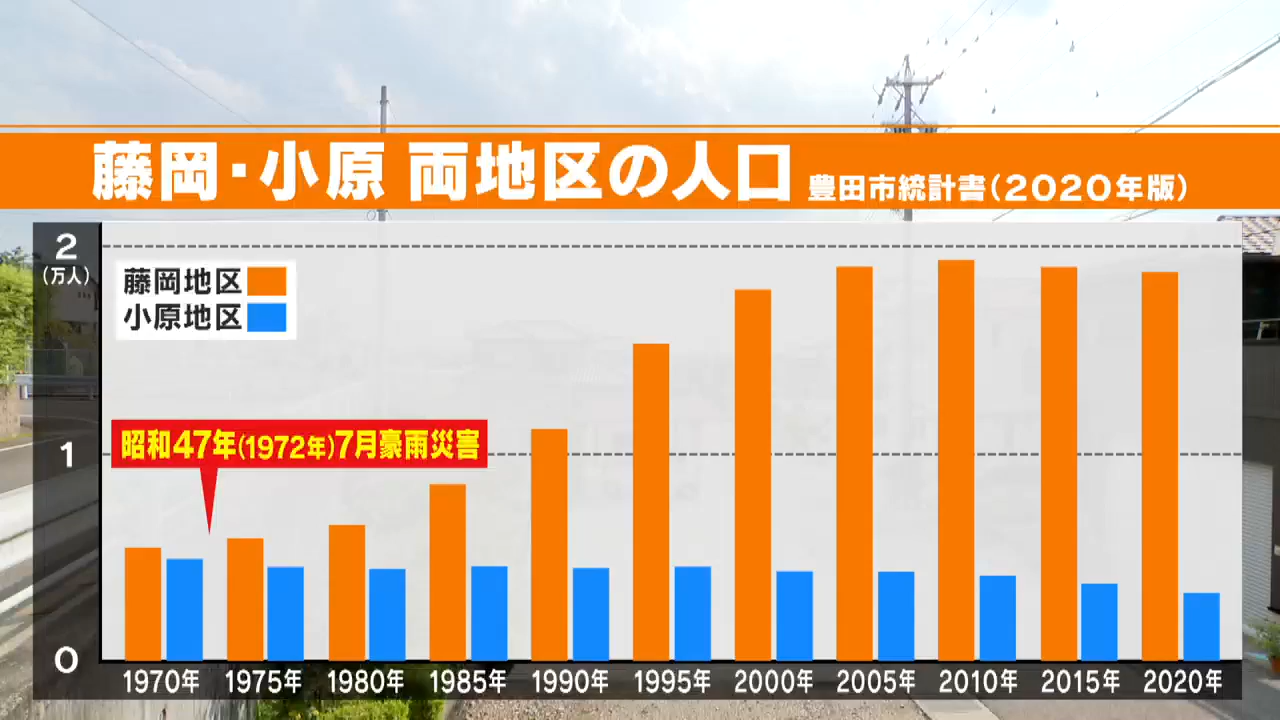 藤岡・小原 両地区の人口 豊田市統計書(2020年版)
2
(万人)
藤岡地区
小原地区
昭和47年(1972年)7月豪雨災害
1
0
1970年 1975年 1980年 1985年 1990年 1995年 2000年 2005年 2010年 2015年 2020年